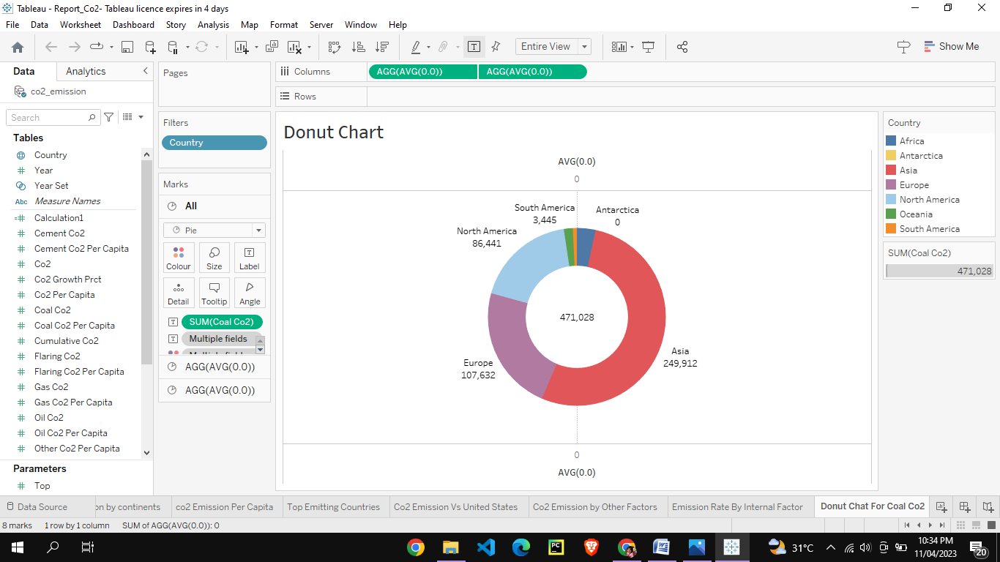 Tableau - Report_Co2- Tableau licence expires in 4 days
File Data Worksheet Dashboard Story Analysis Map Format Server Window Help
Entire View
Show Me
Data Analytics
co2_emission
Search
Tables
Country
Year
Year Set
Abc Measure Names
Calculation1
Cement Co2
Cement Co2 Per Capita
Co2
Co2 Growth Prct
Co2 Per Capita
Coal Co2
Coal Co2 Per Capita
Cumulative Co2
Flaring Co2
Flaring Co2 Per Capita
Gas Co2
Gas Co2 Per Capita
Oil Co2
Oil Co2 Per Capita
Other Co2 Per Capita
Parameters
Top
Pages
Filters
Country
Marks
All
Pie
Colour Size Label
Detail Tooltip Angle
SUM(Coal Co2)
Multiple fields
AGG(AVG(0.0))
AGG(AVG(0.0))
Columns AGG(AVG(0.0)) AGG(AVG(0.0))
Rows
Donut Chart
AVG(0.0)
0
South America
3,445
Antarctica
0
North America
86,441
471,028
Asia
249,912
Europe
107,632
0
AVG(0.0)
Country
Africa
Antarctica
Asia
Europe
North America
Oceania
South America
SUM(Coal Co2)
471,028
Data Source on by continents co2 Emission Per Capita Top Emitting Countries Co2 Emission Vs United States Co2 Emission by Other Factors Emission Rate By Internal Factor Donut Chat For Coal Co2
8 marks 1 row by 1 column SUM of AGG(AVG(0.0)): 0
31°C
10:34 PM
11/04/2023
20